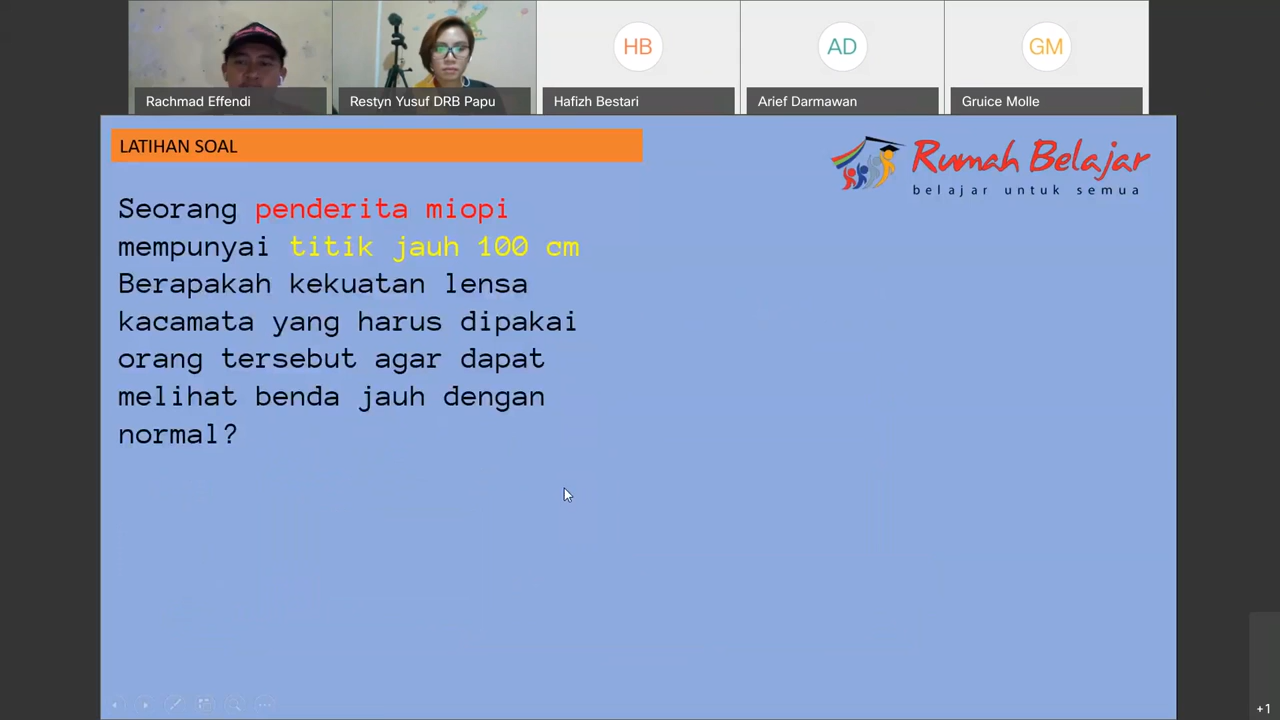 HB
AD
GM
Rachmad Effendi
Restyn Yusuf DRB Papu
Hafizh Bestari
Arief Darmawan
Gruice Molle
LATIHAN SOAL
Rumah Belajar
belajar untuk semua
Seorang penderita miopi
mempunyai titik jauh 100 cm
Berapakah kekuatan lensa
kacamata yang harus dipakai
orang tersebut agar dapat
melihat benda jauh dengan
normal?
+1